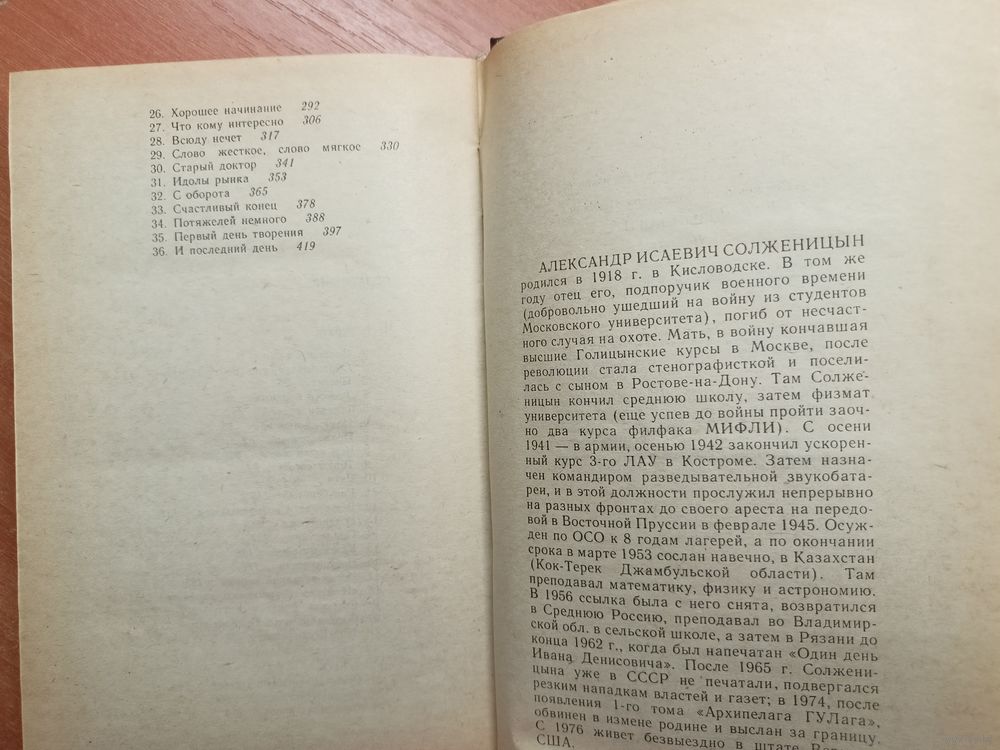 26. Хорошее начинание 292
27. Что кому интересно 306
28. Всюду нечет 317
29. Слово жесткое, слово мягкое 330
30. Старый доктор 341
31. Идолы рынка 353
32. С оборота 365
33. Счастливый конец 378
34. Потяжелей немного 388
35. Первый день творения 397
36. И последний день 419
АЛЕКСАНДР ИСАЕВИЧ СОЛЖЕНИЦЫН
родился в 1918 г. в Кисловодске. В том же
году отец его, подпоручик военного времени
(добровольно ушедший на войну из студентов
Московского университета), погиб от несчаст-
ного случая на охоте. Мать, в войну кончавшая
высшие Голицынские курсы в Москве, после
революции стала стенографисткой и посели-
лась с сыном в Ростове-на-Дону. Там Солже-
ницын кончил среднюю школу, затем физмат
университета (еще успев до войны пройти заоч-
но два курса филфака МИФЛИ). С осени
1941 — в армии, осенью 1942 закончил ускорен-
ный курс 3-го ЛАУ в Костроме. Затем назна-
чен командиром разведывательной звукобата-
реи, и в этой должности прослужил непрерывно
на разных фронтах до своего ареста на передо-
вой в Восточной Пруссии в феврале 1945. Осуж-
ден по ОСО к 8 годам лагерей, а по окончании
срока в марте 1953 сослан навечно, в Казахстан
(Кок-Терек Джамбульской области). Там
преподавал математику, физику и астрономию.
В 1956 ссылка была с него снята, возвратился
в Среднюю Россию, преподавал во Владимир-
ской обл. в сельской школе, а затем в Рязани до
конца 1962 г., когда был напечатан «Один день
Ивана Денисовича». После 1965 г. Солжени-
цына уже в СССР не печатали, подвергался
резким нападкам властей и газет; в 1974, после
появления 1-го тома «Архипелага ГУЛага»,
обвинен в измене родине и выслан за границу.
С 1976 живет безвыездно в штате
США.